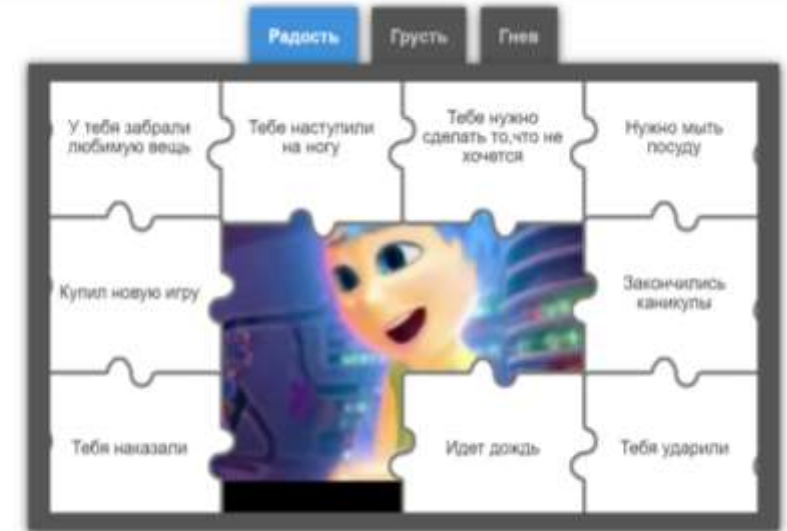 Радость
Грусть
Гнев
У тебя забрали
любимую вещь
Тебе наступили
на ногу
Тебе нужно
сделать то,что не
хочется
Нужно мыть
посуду
Купил новую игру
Закончились
каникулы
Тебя наказали
Идет дождь
Тебя ударили